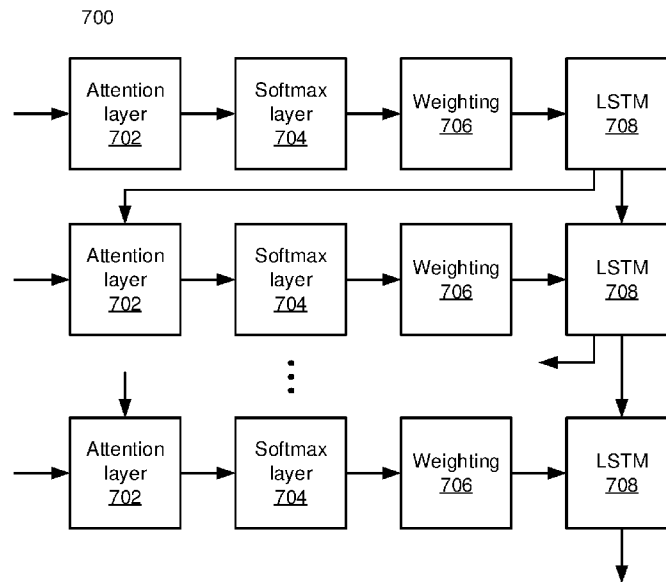 700
Attention
layer
702
Softmax
layer
704
Weighting
706
LSTM
708
Attention
layer
702
Softmax
layer
704
Weighting
706
LSTM
708
Attention
layer
702
Softmax
layer
704
Weighting
706
LSTM
708